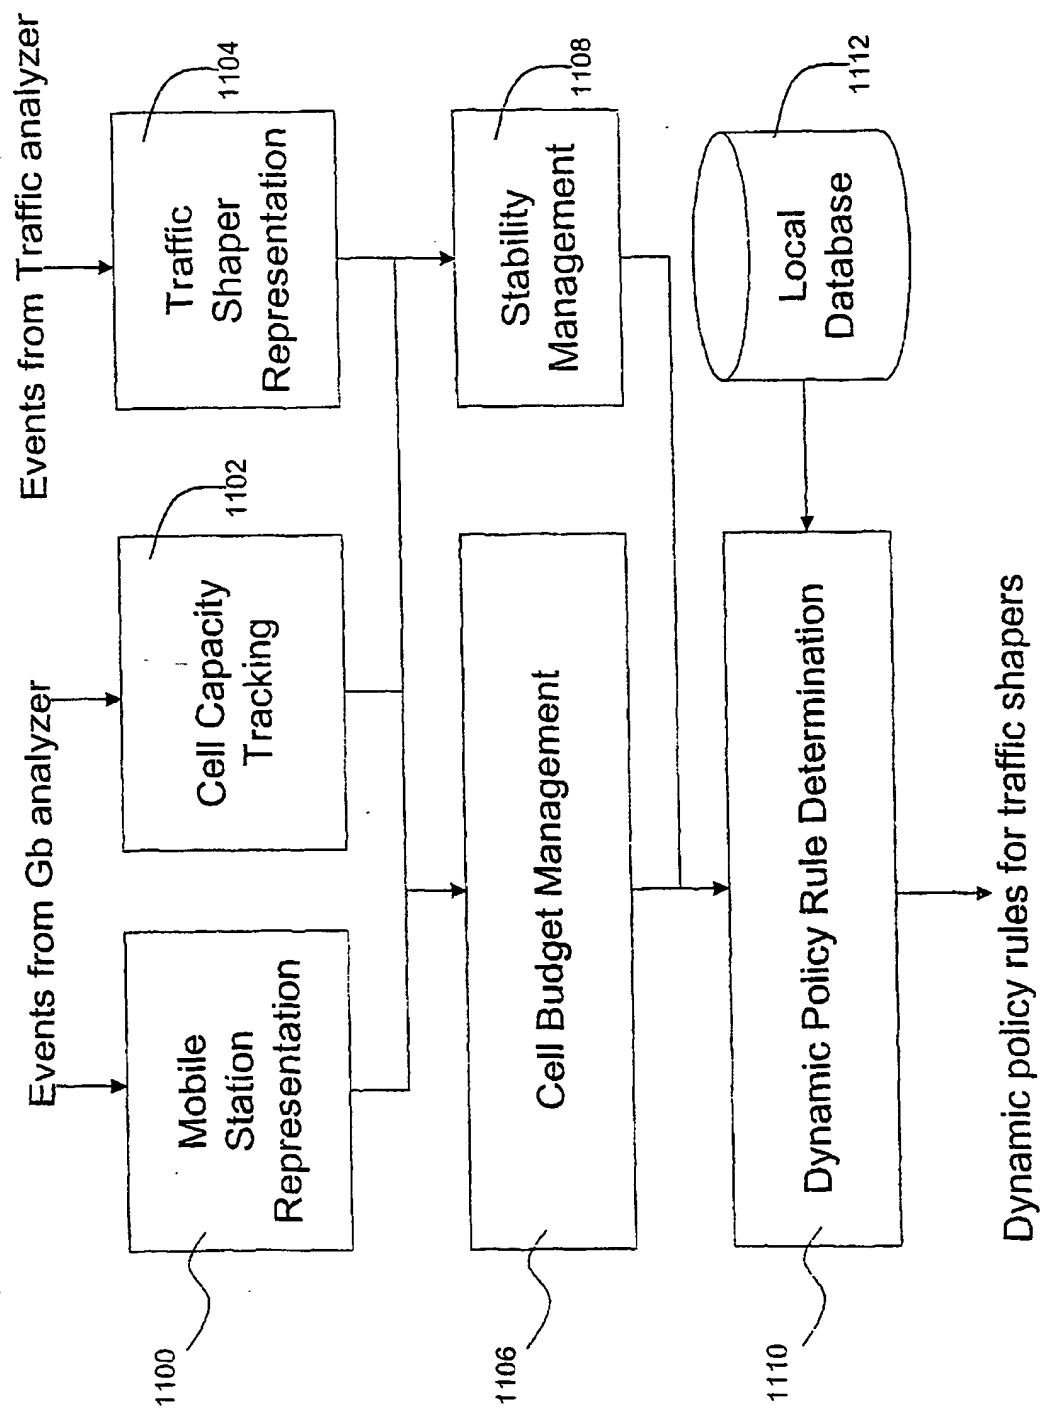 Events from Gb analyzer
Events from Traffic analyzer
1100
Mobile
Station
Representation
1102
Cell Capacity
Tracking
1104
Traffic
Shaper
Representation
1106
Cell Budget Management
1108
Stability
Management
1110
Dynamic Policy Rule Determination
1112
Local
Database
Dynamic policy rules for traffic shapers